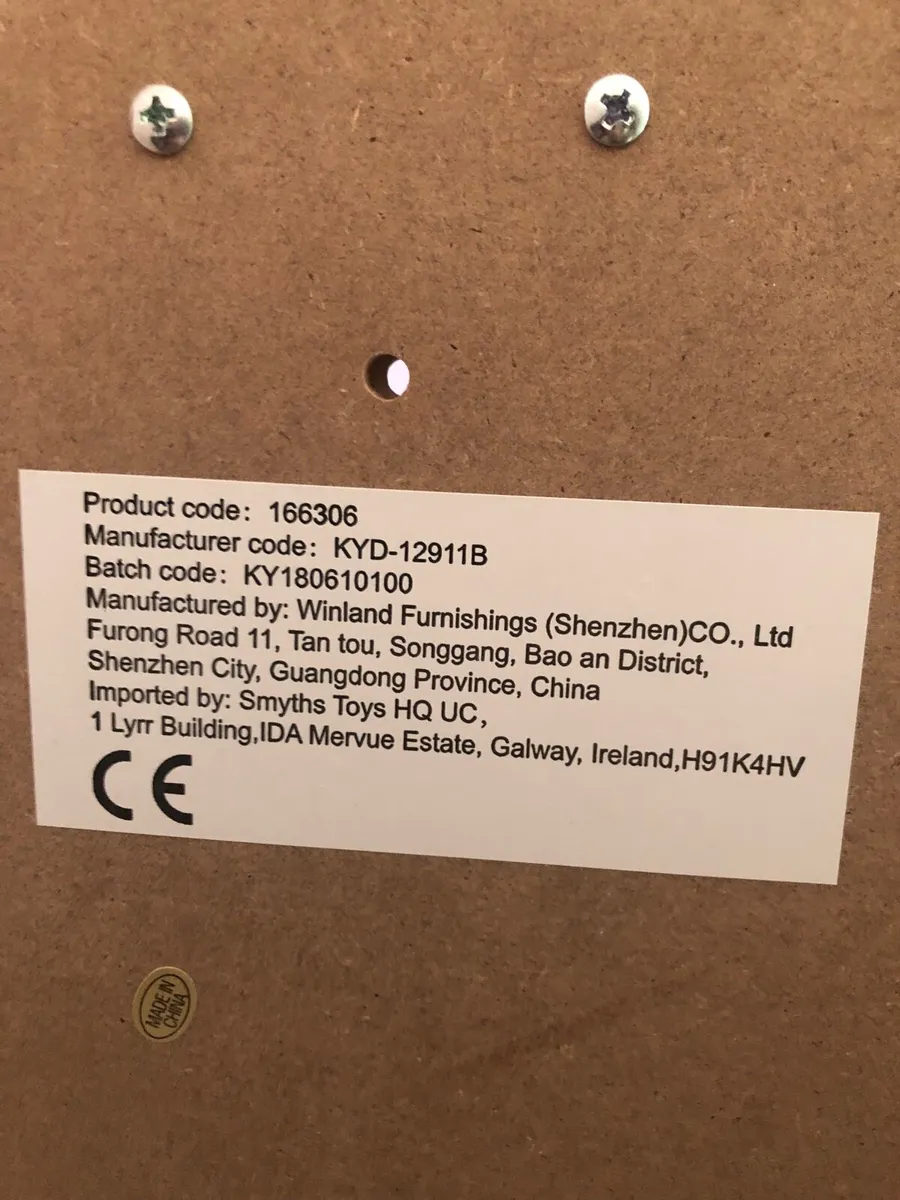 Product code: 166306
Manufacturer code: KYD-12911B
Batch code: KY180610100
Manufactured by: Winland Furnishings (Shenzhen)CO., Ltd
Furong Road 11, Tan tou, Songgang, Bao an District,
Shenzhen City, Guangdong Province, China
Imported by: Smyths Toys HQ UC,
1 Lyrr Building,IDA Mervue Estate, Galway, Ireland,H91K4HV
CE
MADE IN
CHINA